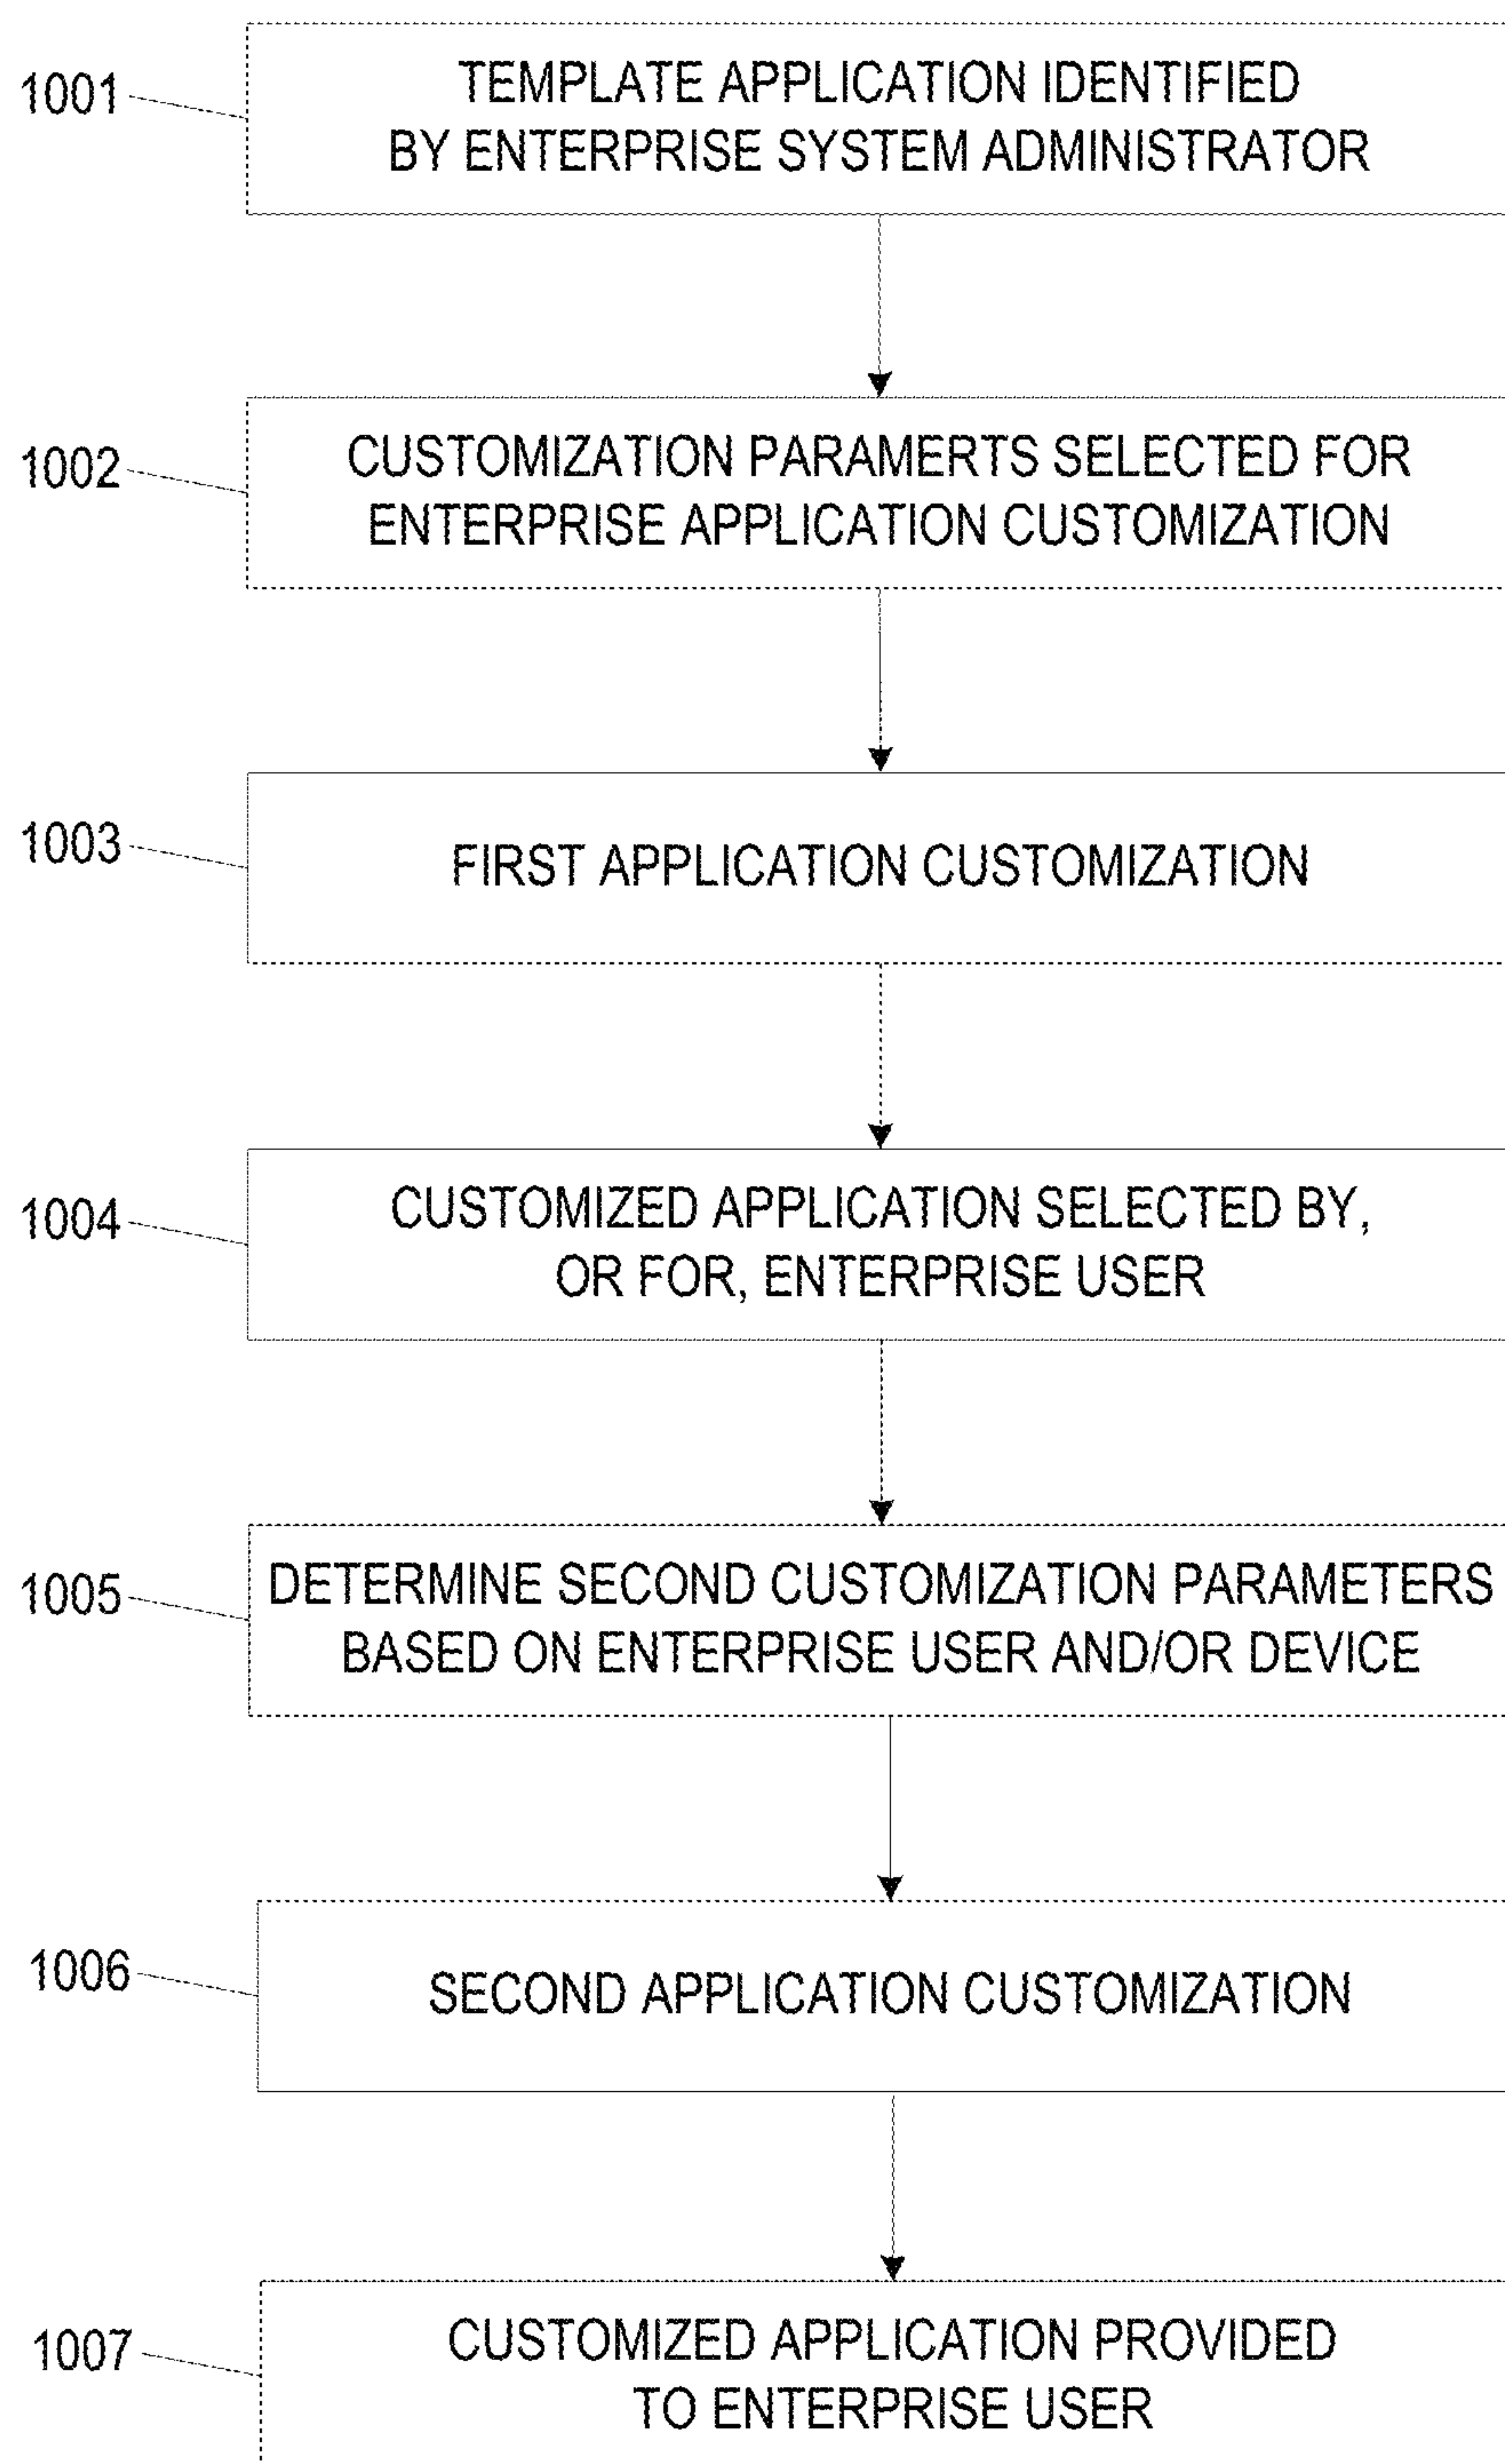 1001
TEMPLATE APPLICATION IDENTIFIED
BY ENTERPRISE SYSTEM ADMINISTRATOR
1002
CUSTOMIZATION PARAMERTS SELECTED FOR
ENTERPRISE APPLICATION CUSTOMIZATION
1003
FIRST APPLICATION CUSTOMIZATION
1004
CUSTOMIZED APPLICATION SELECTED BY,
OR FOR, ENTERPRISE USER
1005
DETERMINE SECOND CUSTOMIZATION PARAMETERS
BASED ON ENTERPRISE USER AND/OR DEVICE
1006
SECOND APPLICATION CUSTOMIZATION
1007
CUSTOMIZED APPLICATION PROVIDED
TO ENTERPRISE USER